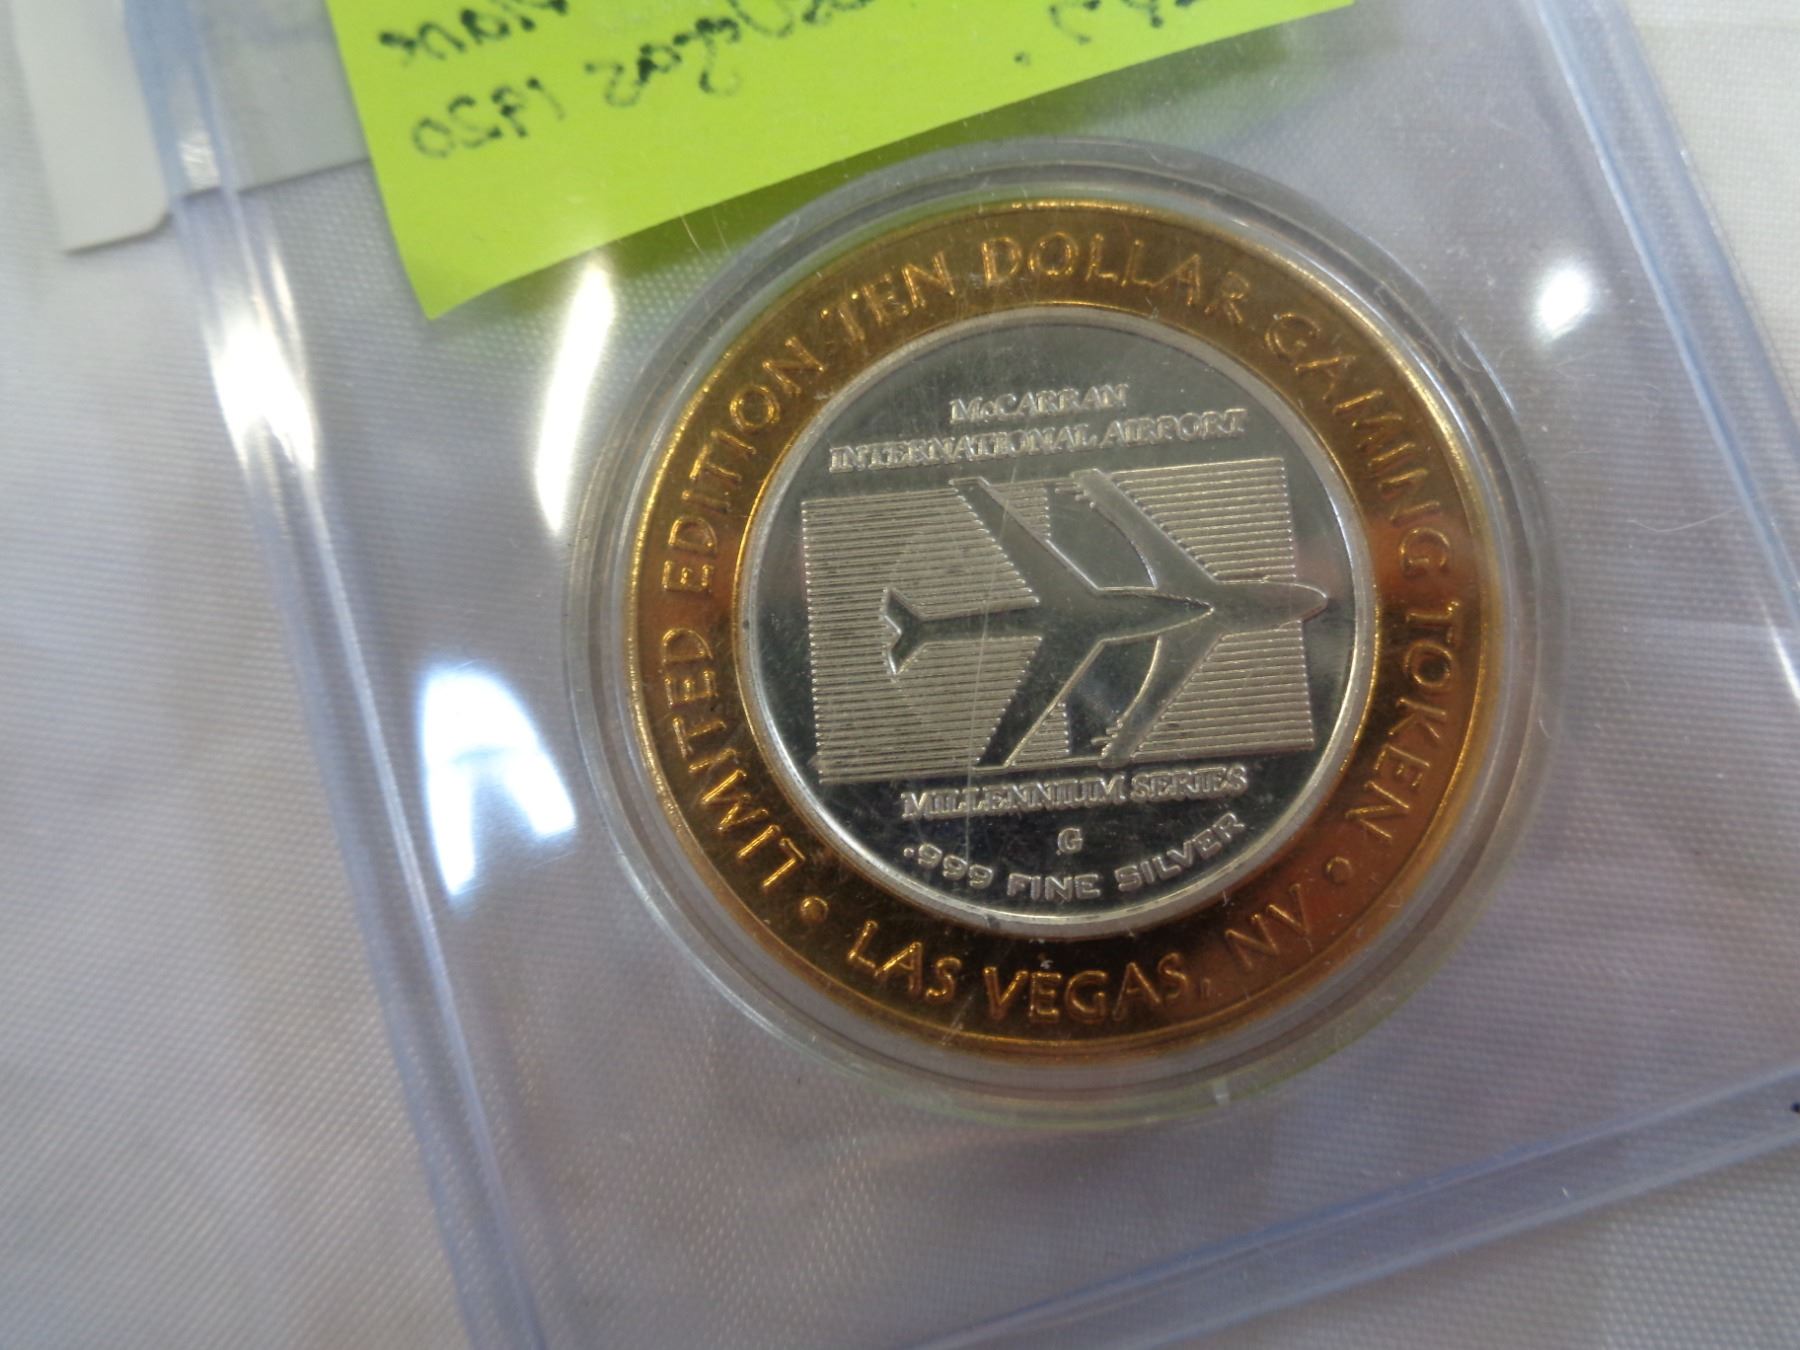 LIMITED EDITION TEN DOLLAR GAMING TOKEN
• LAS VEGAS, NV •
McCARRAN
INTERNATIONAL AIRPORT
MILLENNIUM SERIES
G
.999 FINE SILVER